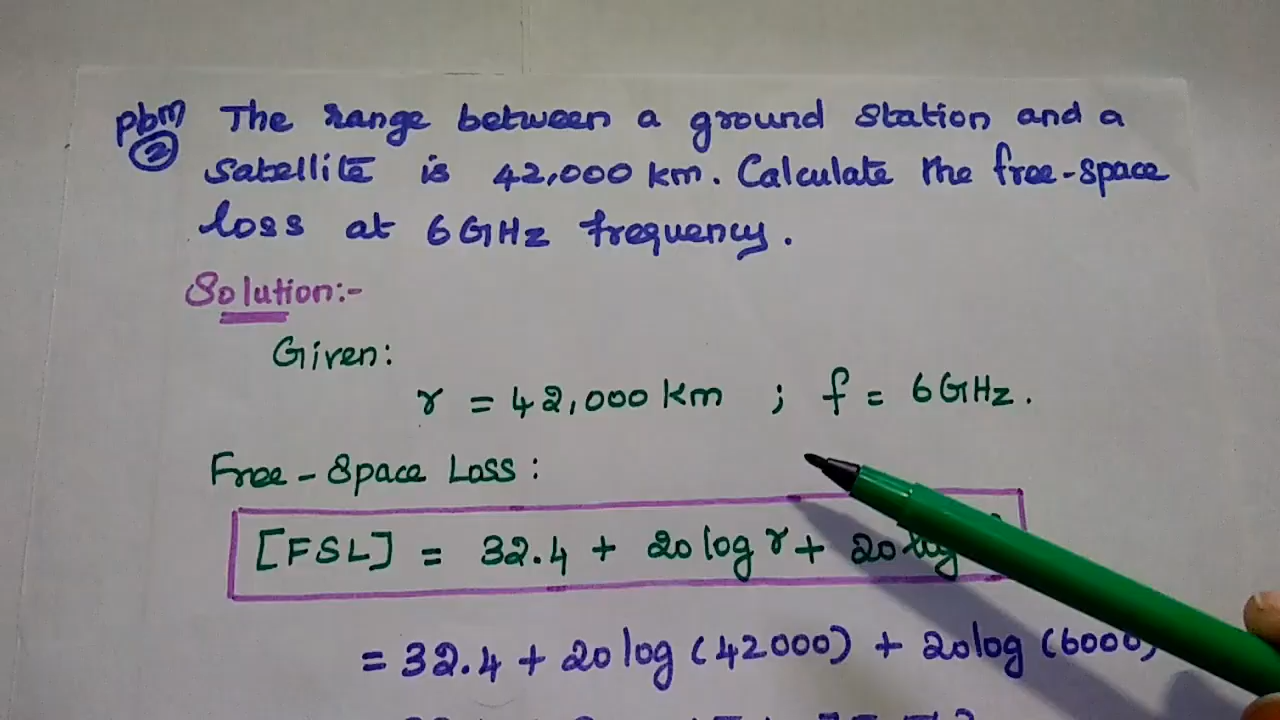 pbm The range between a ground station and a
② satellite is 42,000 km. Calculate the free-space
loss at 6 GHz frequency.
Solution:-
Given:
r = 42,000 km ; f = 6 GHz.
Free-Space Loss:
[FSL] = 32.4 + 20 log r + 20 log
= 32.4 + 20 log (42000) + 20 log (6000)